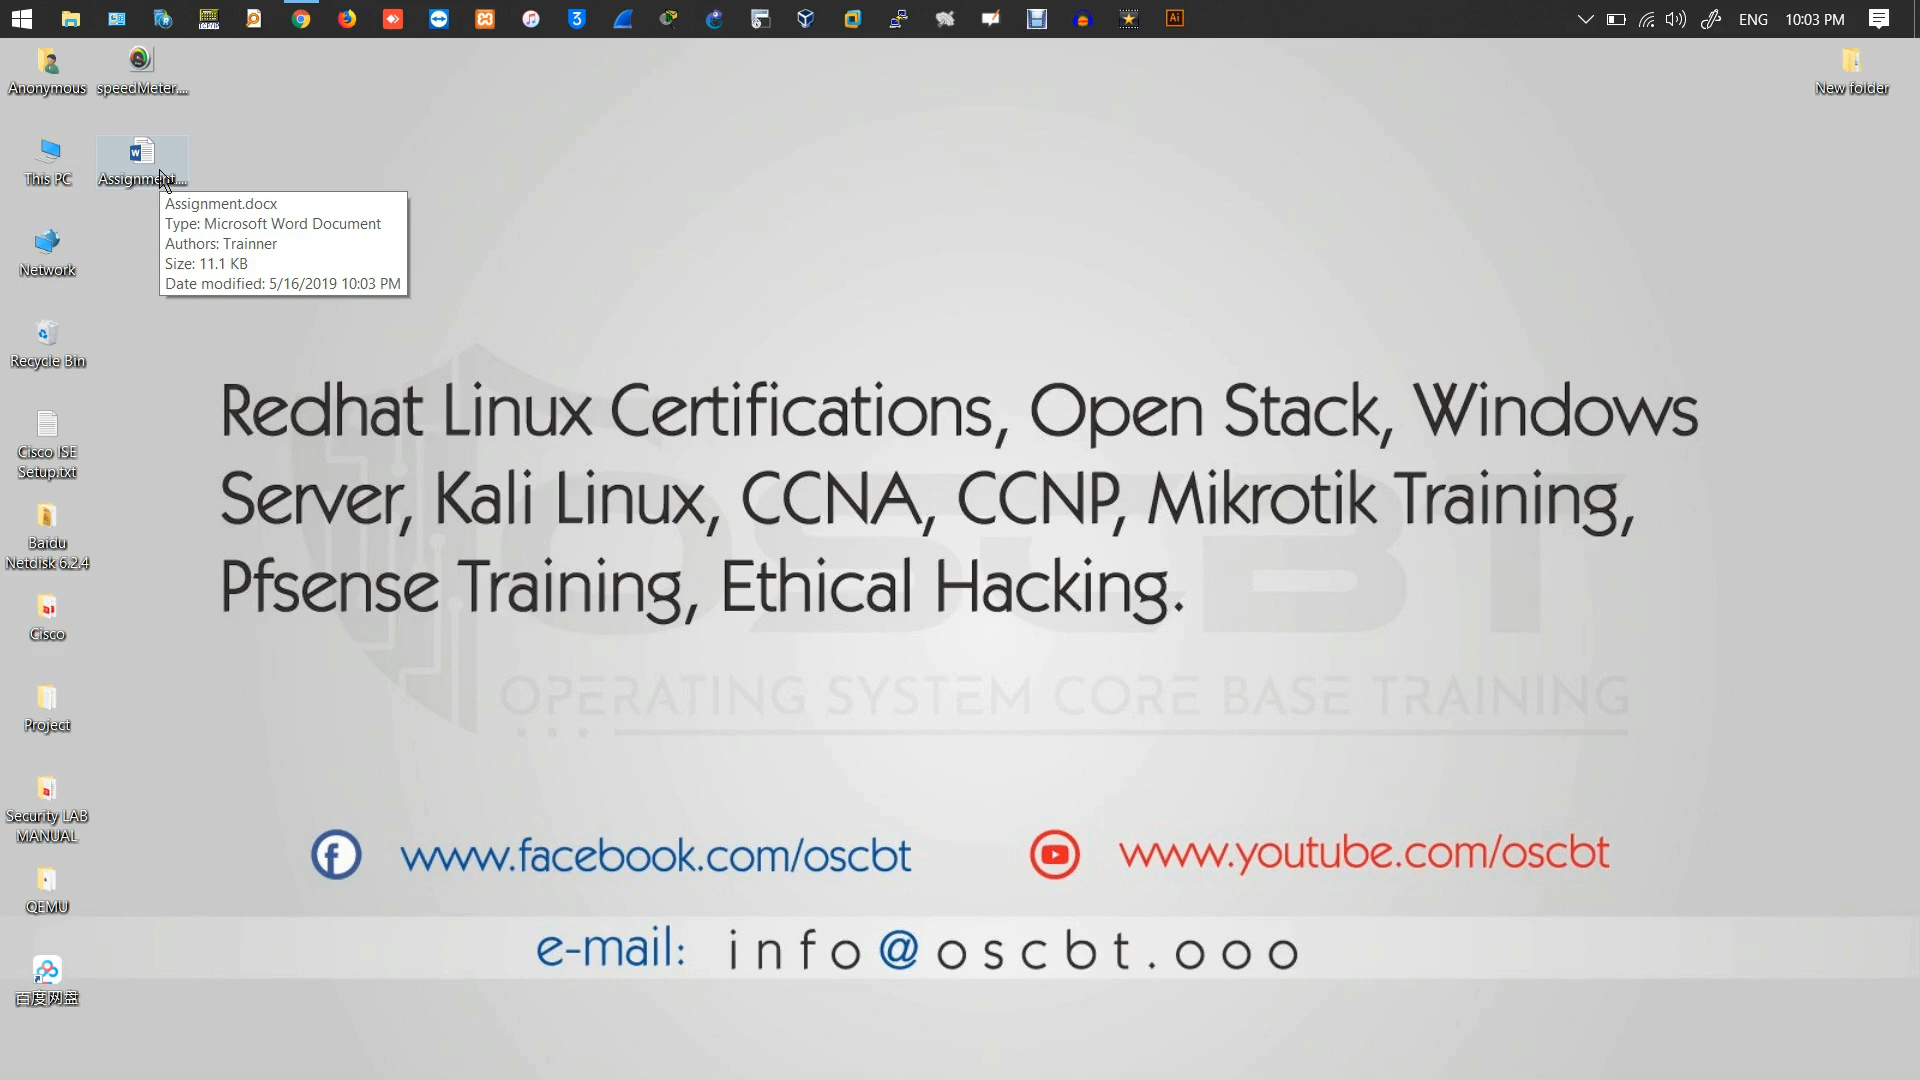 ENG 10:03 PM
Anonymous
speedMeter....
New folder
This PC
Assignment....
Assignment.docx
Type: Microsoft Word Document
Authors: Trainner
Size: 11.1 KB
Date modified: 5/16/2019 10:03 PM
Network
Recycle Bin
Cisco ISE
Setup.txt
Baidu
Netdisk 6.2.4
Cisco
Project
Security LAB
MANUAL
QEMU
百度网盘
Redhat Linux Certifications, Open Stack, Windows
Server, Kali Linux, CCNA, CCNP, Mikrotik Training,
Pfsense Training, Ethical Hacking.
OSCBT
OPERATING SYSTEM CORE BASE TRAINING
www.facebook.com/oscbt
www.youtube.com/oscbt
e-mail: info@oscbt.ooo